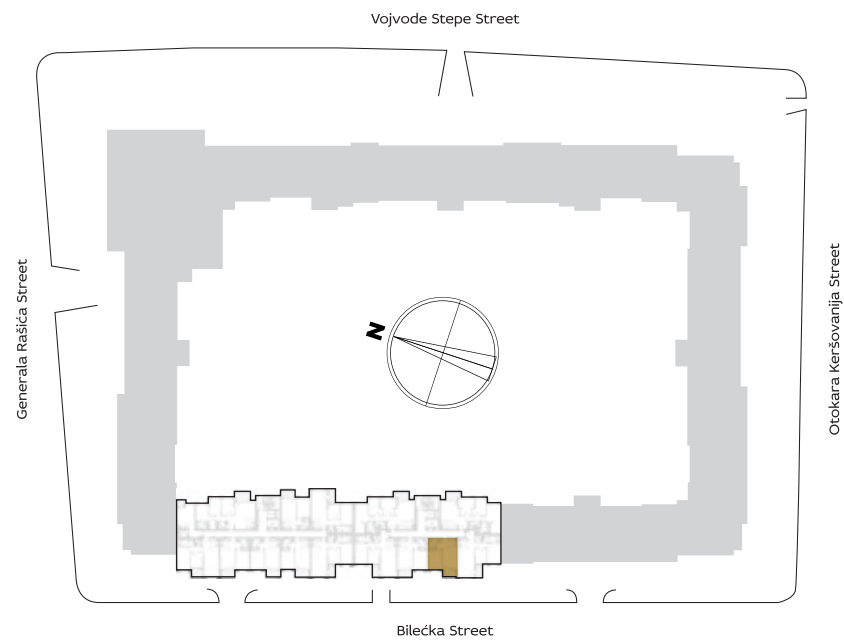 Vojvode Stepe Street
Generala Rašića Street
Otokara Keršovanija Street
N
Bilećka Street